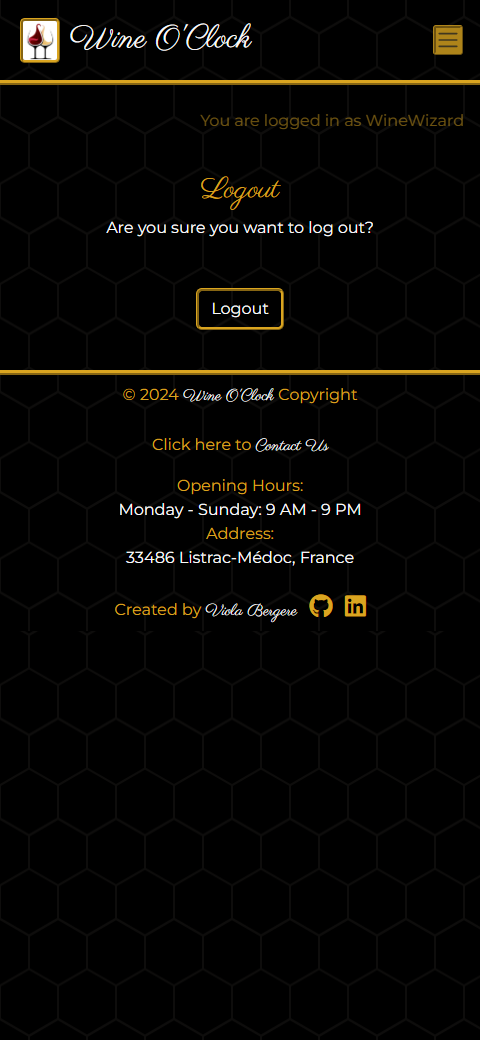 Wine O'Clock
You are logged in as WineWizard
Logout
Are you sure you want to log out?
Logout
© 2024 Wine O'Clock Copyright
Click here to Contact Us
Opening Hours:
Monday - Sunday: 9 AM - 9 PM
Address:
33486 Listrac-Médoc, France
Created by Viola Bergere